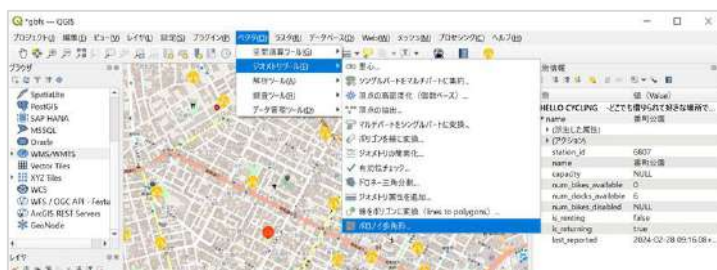 *gbfs — QGIS
プロジェクト(J) 編集(E) ビュー(V) レイヤ(L) 設定(S) プラグイン(P) ベクタ(O) ラスタ(R) データベース(D) Web(W) メッシュ(M) プロセシング(C) ヘルプ(H)
空間演算ツール(G)
ジオメトリツール(E)
解析ツール(A)
調査ツール(R)
データ管理ツール(D)
重心...
シングルパートをマルチパートに集約...
頂点の高密度化（個数ベース）...
頂点の抽出...
マルチパートをシングルパートに変換...
ポリゴンを線に変換...
ジオメトリの簡素化...
有効性チェック...
ドロネー三角分割...
ジオメトリ属性を追加...
線をポリゴンに変換（lines to polygons）...
ボロノイ多角形...
ブラウザ
SpatiaLite
PostGIS
SAP HANA
MSSQL
Oracle
WMS/WMTS
Vector Tiles
XYZ Tiles
WCS
WFS / OGC API - Featu
ArcGIS REST Servers
GeoNode
レイヤ
地物情報
値 (Value)
HELLO CYCLING -どこでも借りられて好きな場所で...
name 番町公園
(派生した属性)
(アクション)
station_id 6807
name 番町公園
capacity NULL
num_bikes_available 0
num_docks_available 6
num_bikes_disabled NULL
is_renting false
is_returning true
last_reported 2024-02-28 09:16:08